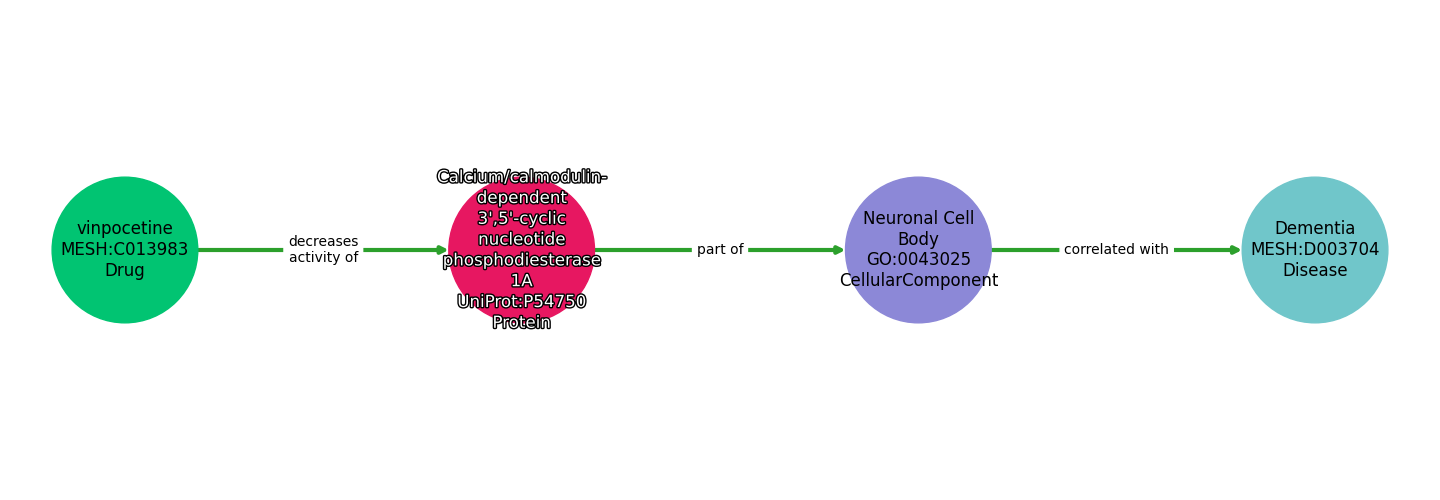 vinpocetine
MESH:C013983
Drug
decreases
activity of
Calcium/calmodulin-
dependent
3',5'-cyclic
nucleotide
phosphodiesterase
1A
UniProt:P54750
Protein
part of
Neuronal Cell
Body
GO:0043025
CellularComponent
correlated with
Dementia
MESH:D003704
Disease